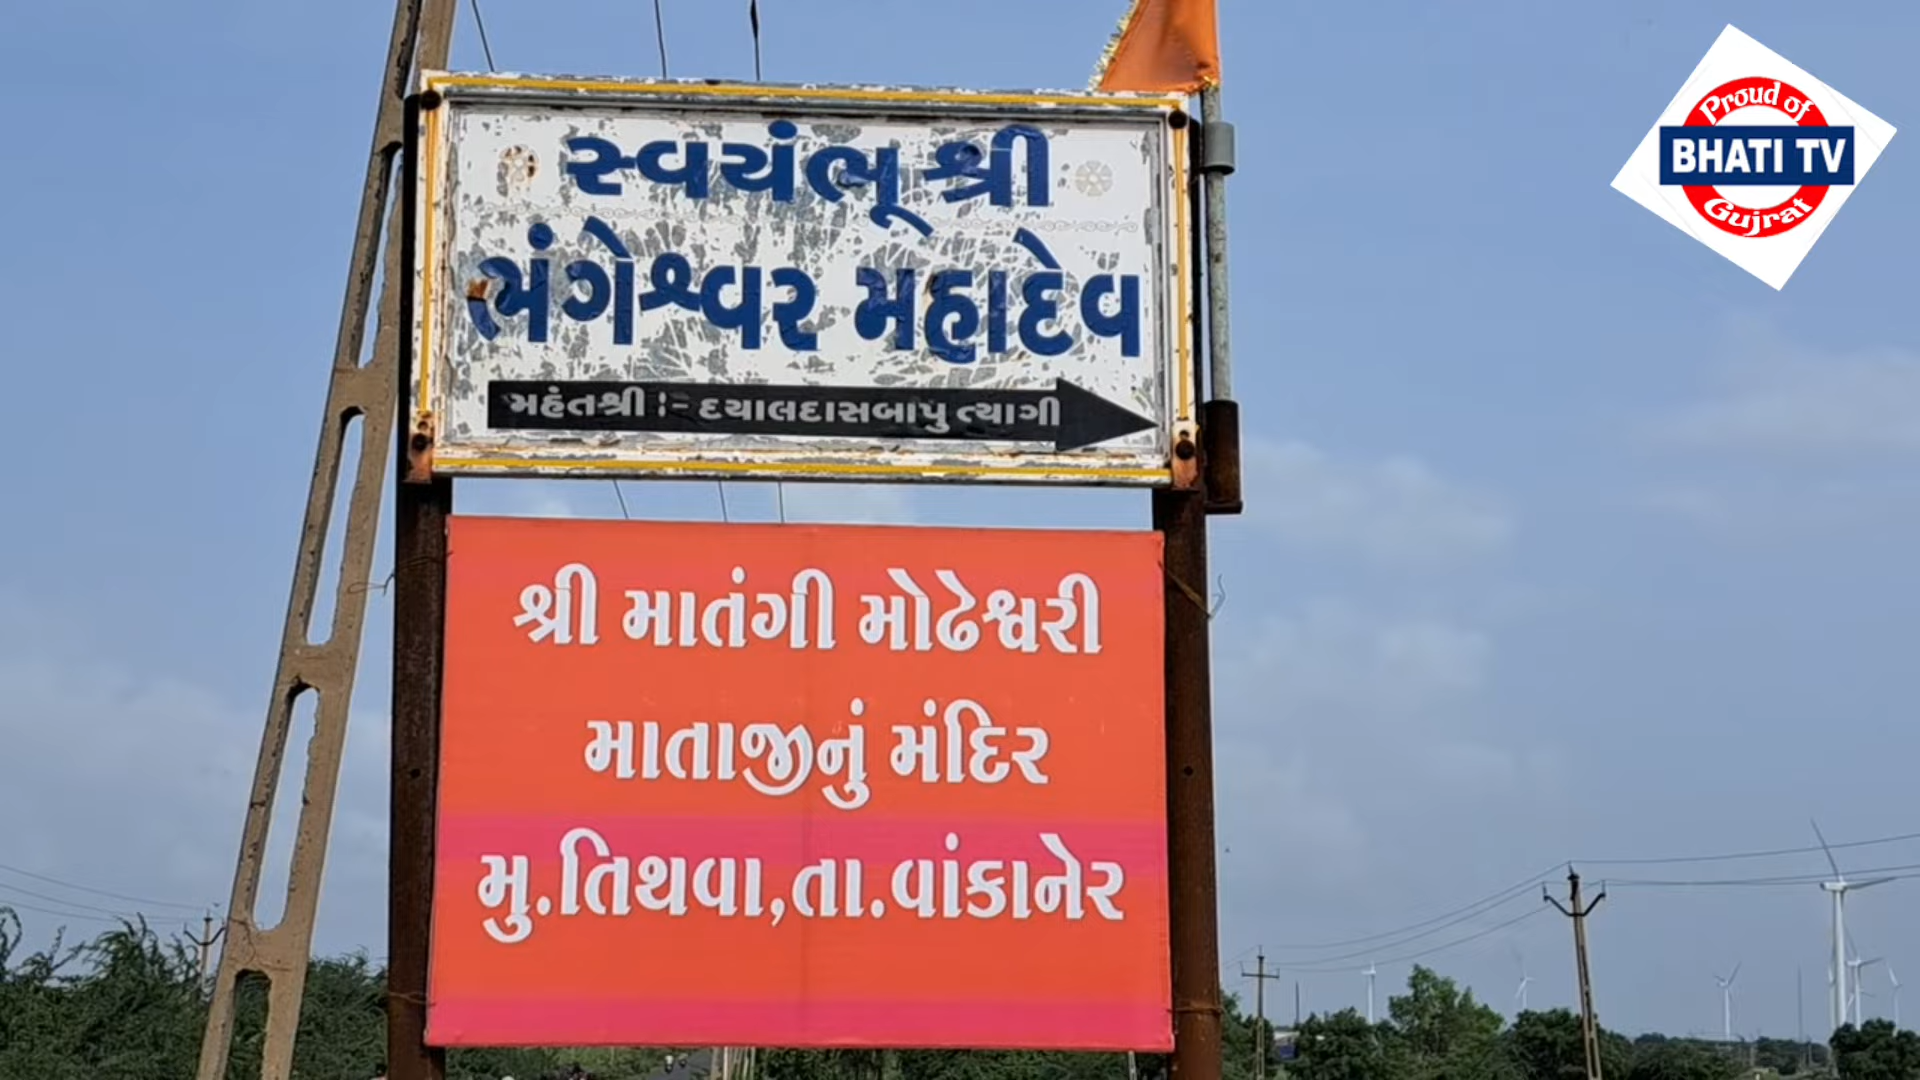 સ્વયંભૂ શ્રી
ભંગેશ્વર મહાદેવ
મહંતશ્રી :- દયાલદાસબાપુ ત્યાગી
શ્રી માતંગી મોઢેશ્વરી
માતાજીનું મંદિર
મુ.તિથવા,તા.વાંકાનેર
Proud of
BHATI TV
Gujrat